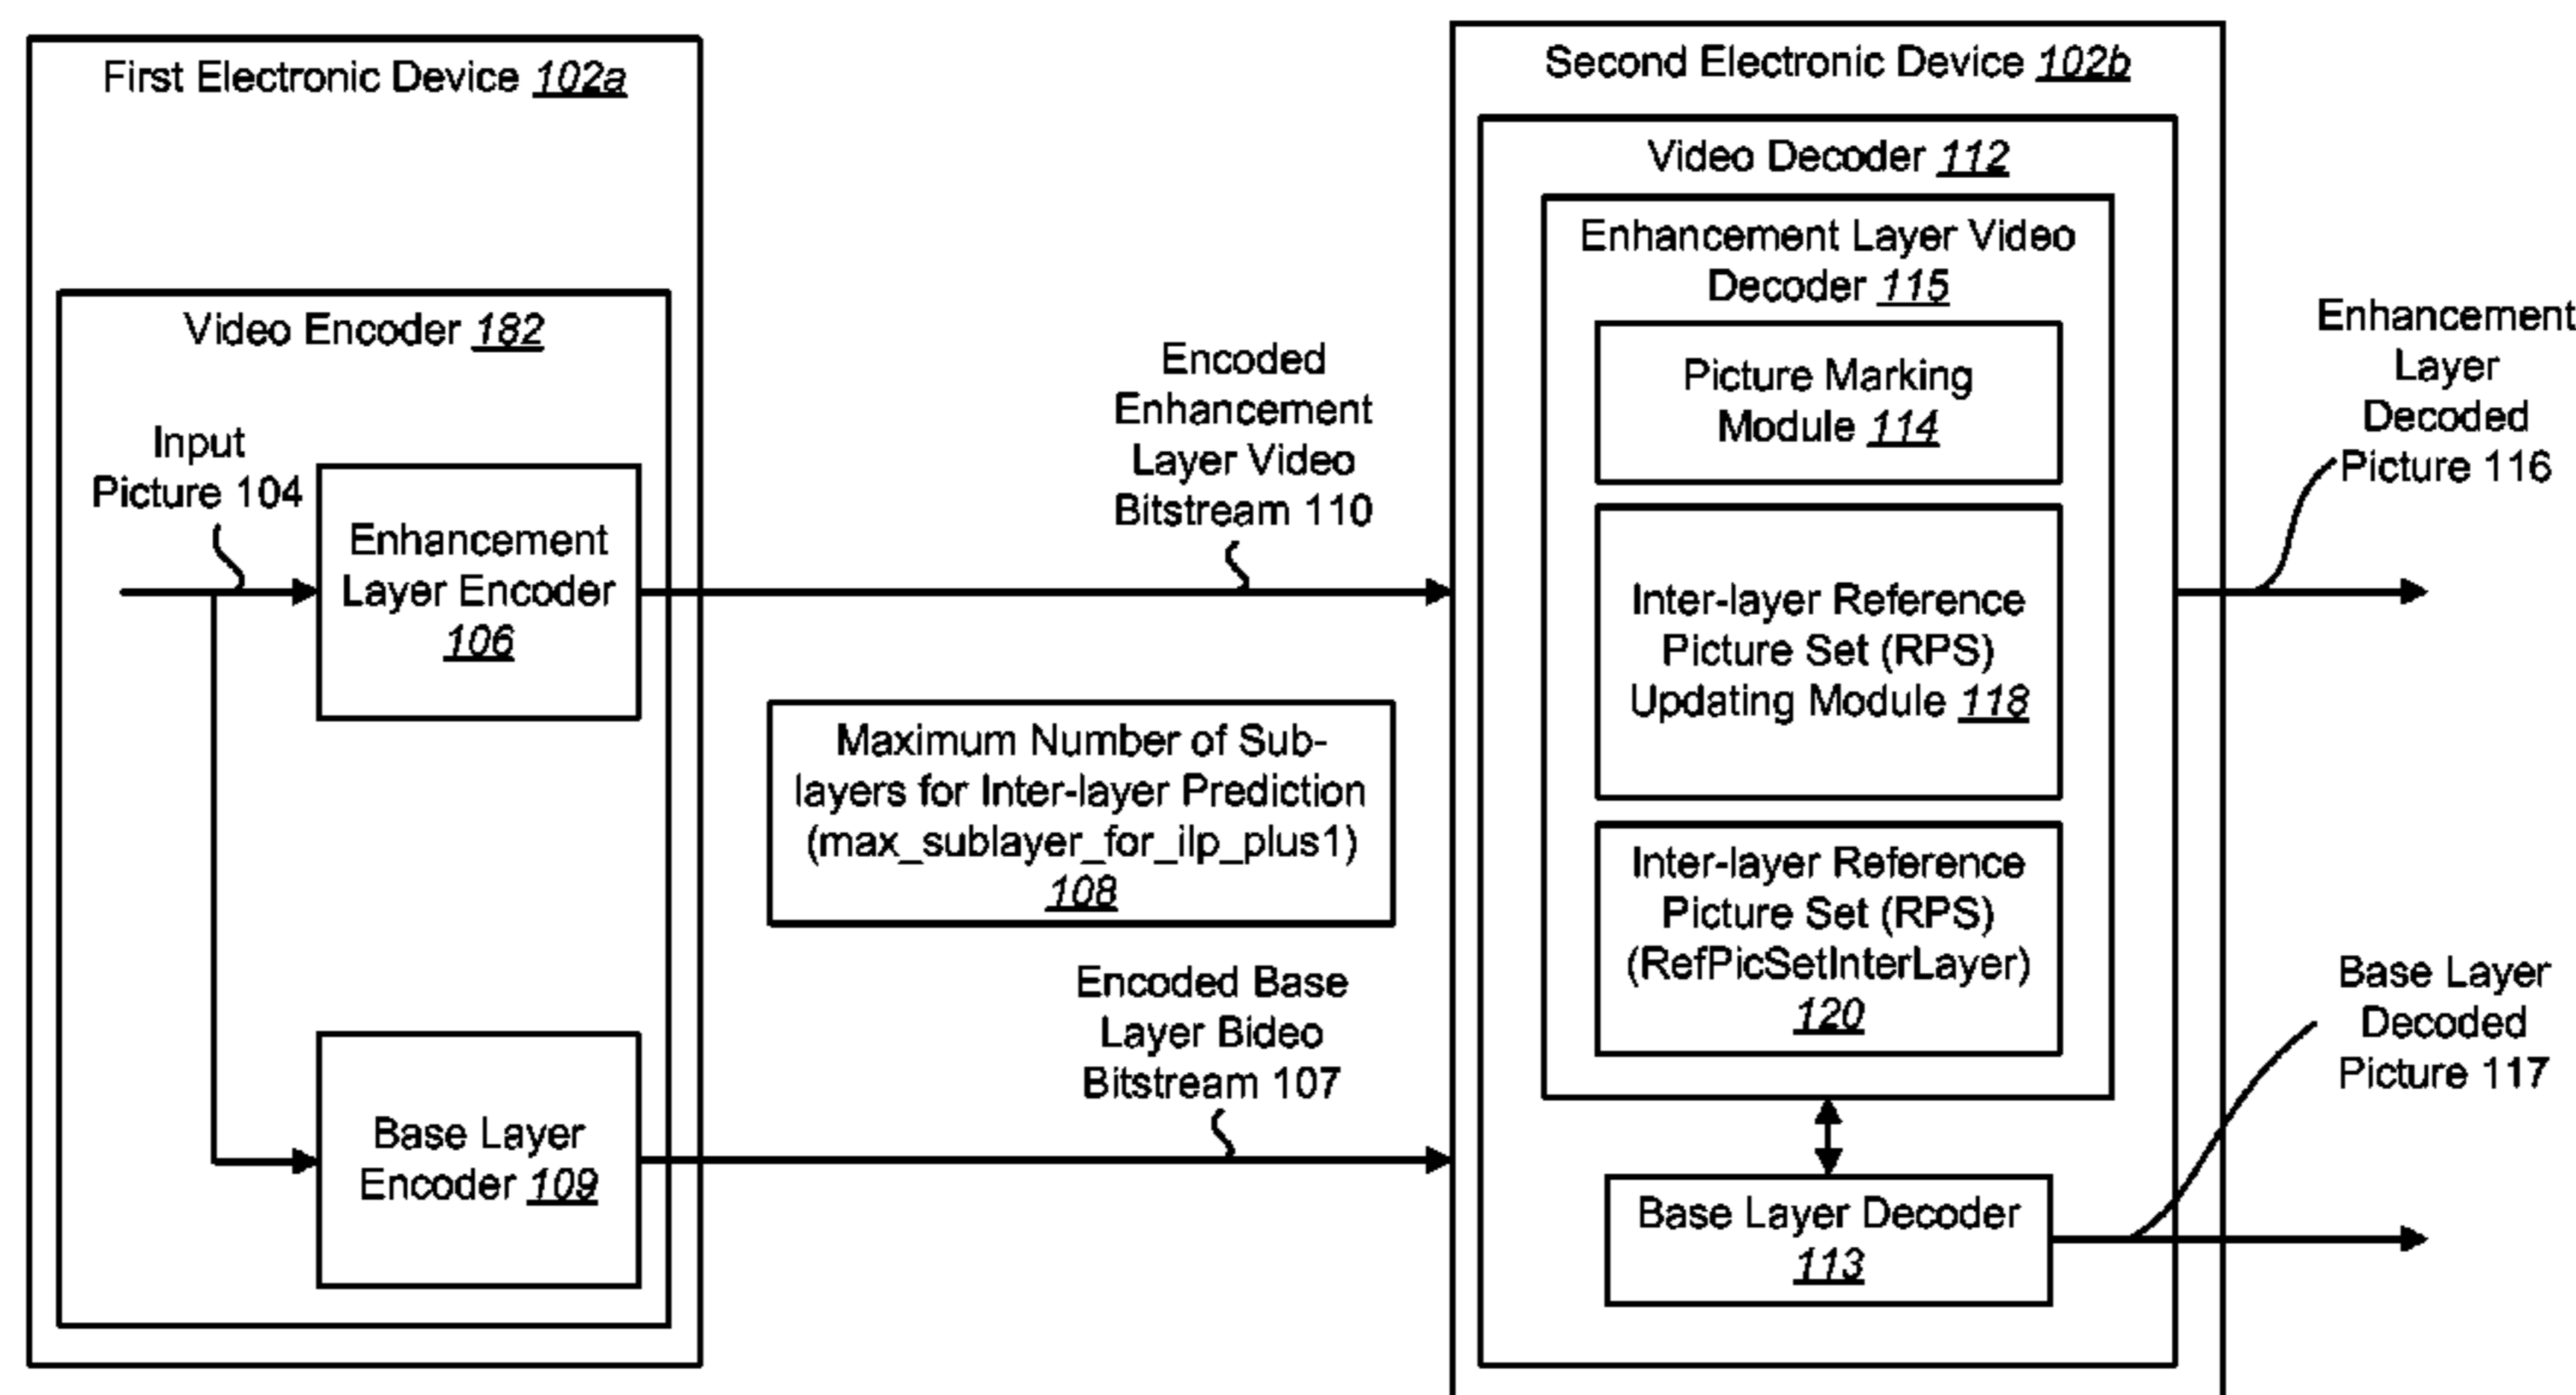 First Electronic Device 102a
Video Encoder 182
Input
Picture 104
Enhancement
Layer Encoder
106
Base Layer
Encoder 109
Encoded
Enhancement
Layer Video
Bitstream 110
Maximum Number of Sub-
layers for Inter-layer Prediction
(max_sublayer_for_ilp_plus1)
108
Encoded Base
Layer Bideo
Bitstream 107
Second Electronic Device 102b
Video Decoder 112
Enhancement Layer Video
Decoder 115
Picture Marking
Module 114
Inter-layer Reference
Picture Set (RPS)
Updating Module 118
Inter-layer Reference
Picture Set (RPS)
(RefPicSetInterLayer)
120
Base Layer Decoder
113
Enhancement
Layer
Decoded
Picture 116
Base Layer
Decoded
Picture 117